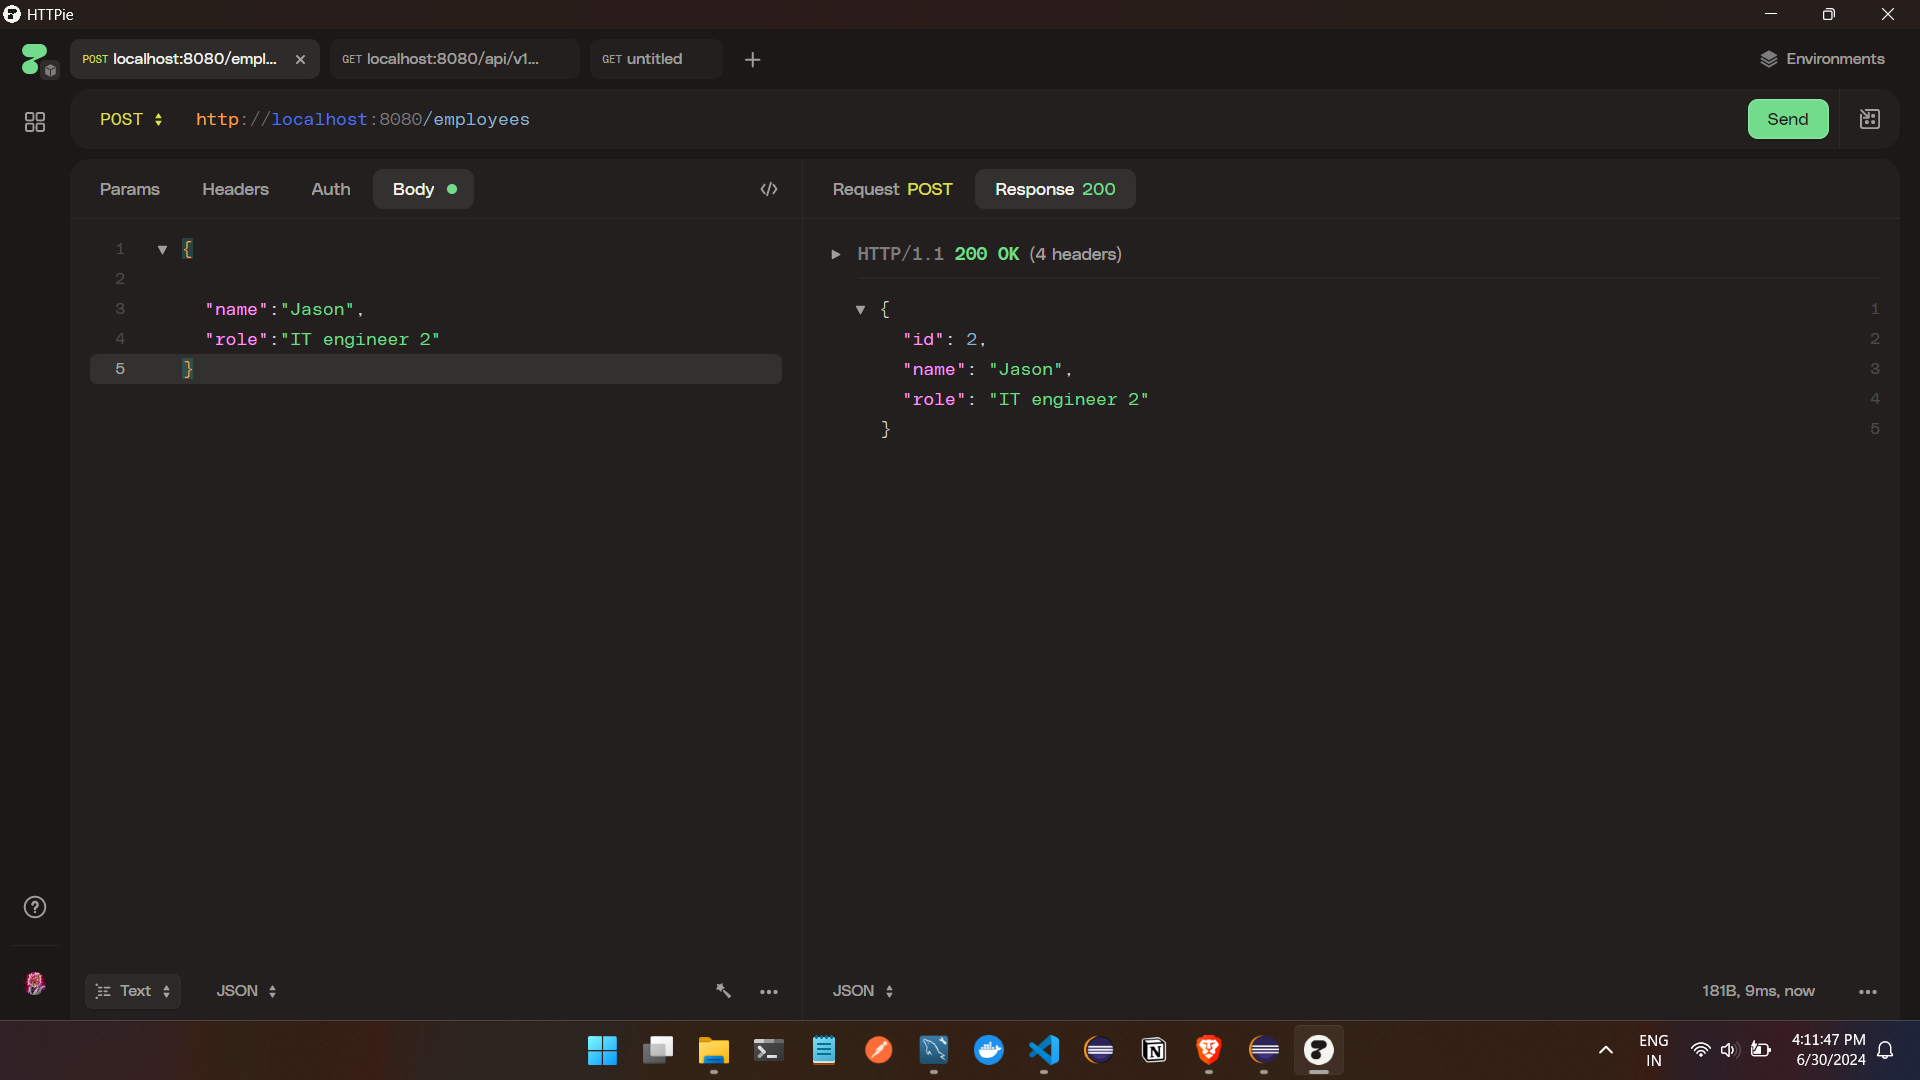 HTTPie
POST localhost:8080/empl...
GET localhost:8080/api/v1...
GET untitled
Environments
POST http://localhost:8080/employees
Send
Params Headers Auth Body
Request POST Response 200
1 {
2
3 "name":"Jason",
4 "role":"IT engineer 2"
5 }
HTTP/1.1 200 OK (4 headers)
{ 1
"id": 2, 2
"name": "Jason", 3
"role": "IT engineer 2" 4
} 5
Text JSON
JSON
181B, 9ms, now
ENG
IN
4:11:47 PM
6/30/2024